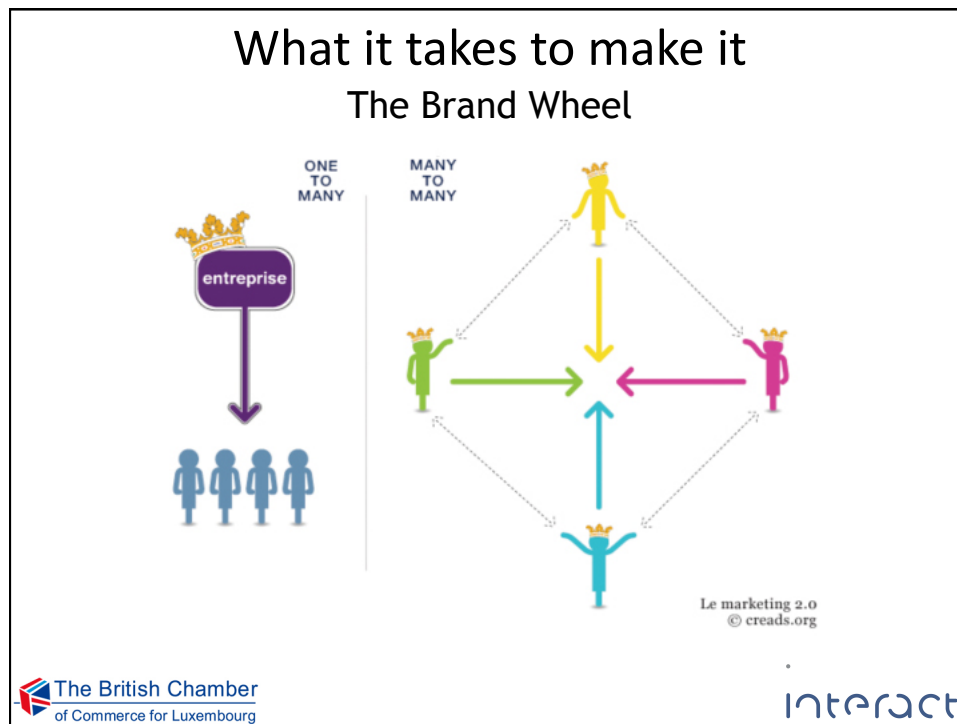 What it takes to make it
The Brand Wheel
ONE
TO
MANY
MANY
TO
MANY
entreprise
Le marketing 2.0
© creads.org
The British Chamber
of Commerce for Luxembourg
interact